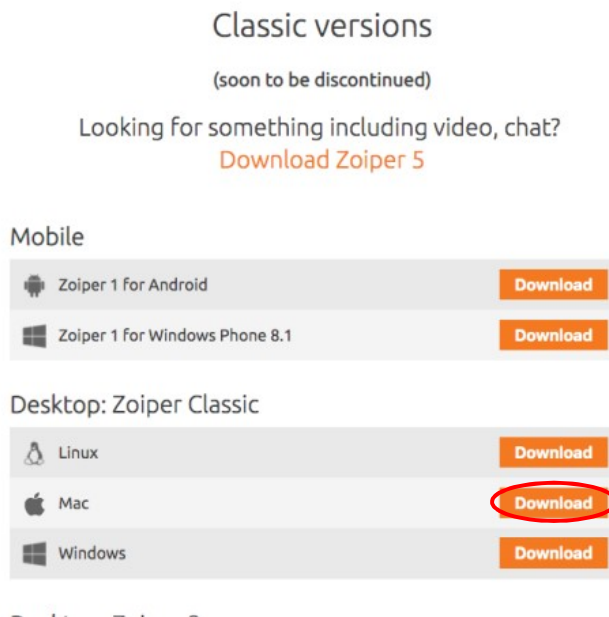 Classic versions
(soon to be discontinued)
Looking for something including video, chat?
Download Zoiper 5
Mobile
Zoiper 1 for Android Download
Zoiper 1 for Windows Phone 8.1 Download
Desktop: Zoiper Classic
Linux Download
Mac Download
Windows Download